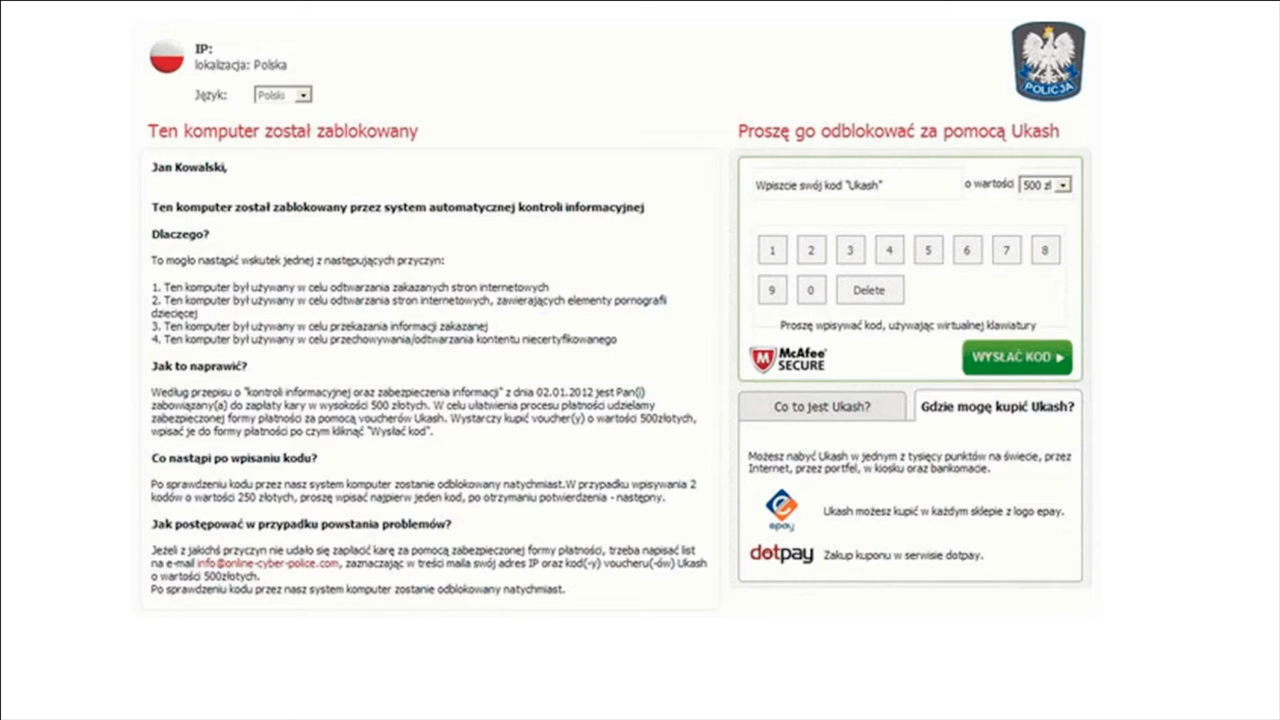 IP:
lokalizacja: Polska
Język:
Polski
POLICJA
Ten komputer został zablokowany
Jan Kowalski,
Ten komputer został zablokowany przez system automatycznej kontroli informacyjnej
Dlaczego?
To mogło nastąpić wskutek jednej z następujących przyczyn:
1. Ten komputer był używany w celu odtwarzania zakazanych stron internetowych
2. Ten komputer był używany w celu odtwarzania stron internetowych, zawierających elementy pornografii
dziecięcej
3. Ten komputer był używany w celu przekazania informacji zakazanej
4. Ten komputer był używany w celu przechowywania/odtwarzania kontentu niecertyfikowanego
Jak to naprawić?
Według przepisu o "kontroli informacyjnej oraz zabezpieczenia informacji" z dnia 02.01.2012 jest Pan(i)
zabowiązany(a) do zapłaty kary w wysokości 500 złotych. W celu ułatwienia procesu płatności udzielamy
zabezpieczonej formy płatności za pomocą voucherów Ukash. Wystarczy kupić voucher(y) o wartości 500złotych,
wpisać je do formy płatności po czym kliknąć "Wysłać kod".
Co nastąpi po wpisaniu kodu?
Po sprawdzeniu kodu przez nasz system komputer zostanie odblokowany natychmiast.W przypadku wpisywania 2
kodów o wartości 250 złotych, proszę wpisać najpierw jeden kod, po otrzymaniu potwierdzenia - następny.
Jak postępować w przypadku powstania problemów?
Jeżeli z jakichś przyczyn nie udało się zapłacić karę za pomocą zabezpieczonej formy płatności, trzeba napisać list
na e-mail info@online-cyber-police.com, zaznaczając w treści maila swój adres IP oraz kod(-y) voucheru(-ów) Ukash
o wartości 500złotych.
Po sprawdzeniu kodu przez nasz system komputer zostanie odblokowany natychmiast.
Proszę go odblokować za pomocą Ukash
Wpiszcie swój kod "Ukash"
o wartości
500 zl
1 2 3 4 5 6 7 8
9 0 Delete
Proszę wpisywać kod, używając wirtualnej klawiatury
McAfee
SECURE
WYSŁAĆ KOD
Co to jest Ukash?
Gdzie mogę kupić Ukash?
Możesz nabyć Ukash w jednym z tysięcy punktów na świecie, przez
Internet, przez portfel, w kiosku oraz bankomacie.
epay
Ukash możesz kupić w każdym sklepie z logo epay.
dotpay
Zakup kuponu w serwisie dotpay.